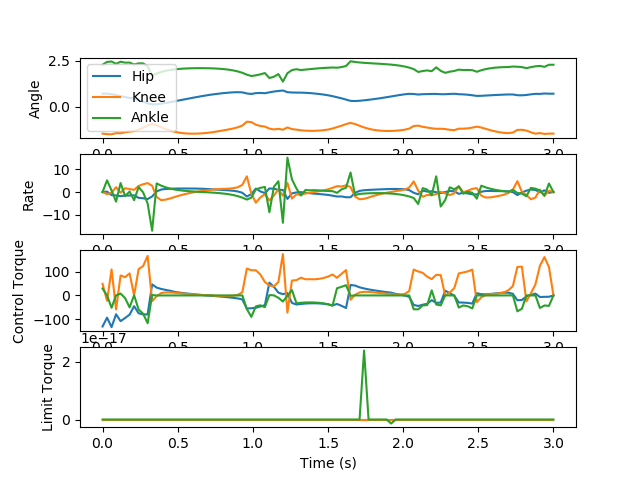 2.5
0.0
Angle
Hip
Knee
Ankle
0.0 0.5 1.0 1.5 2.0 2.5 3.0
10
0
−10
Rate
0.0 0.5 1.0 1.5 2.0 2.5 3.0
100
0
−100
Control Torque
0.0 0.5 1.0 1.5 2.0 2.5 3.0
1e−17
2
0
Limit Torque
0.0 0.5 1.0 1.5 2.0 2.5 3.0
Time (s)